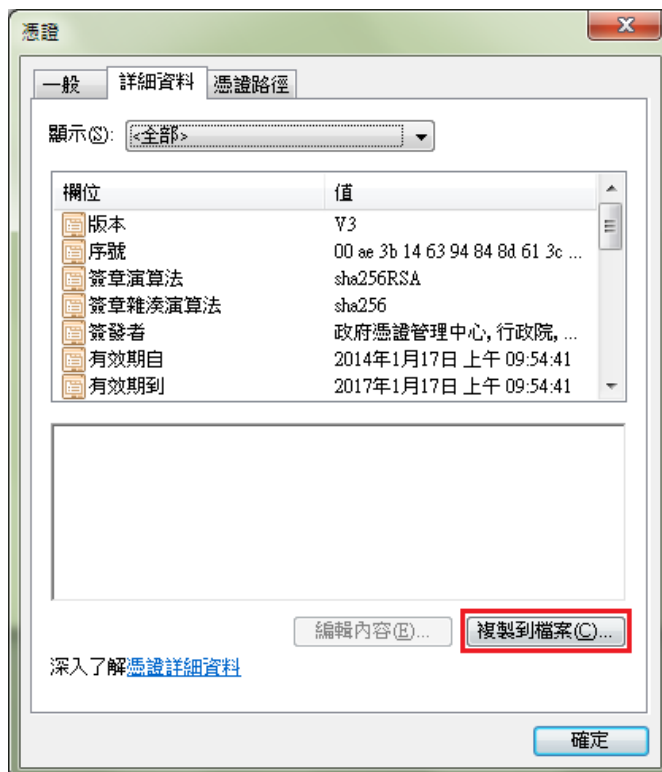 憑證
一般 詳細資料 憑證路徑
顯示(S): <全部>
欄位 值
版本 V3
序號 00 ae 3b 14 63 94 84 8d 61 3c ...
簽章演算法 sha256RSA
簽章雜湊演算法 sha256
簽發者 政府憑證管理中心, 行政院, ...
有效期自 2014年1月17日 上午 09:54:41
有效期到 2017年1月17日 上午 09:54:41
編輯內容(E)... 複製到檔案(C)...
深入了解憑證詳細資料
確定